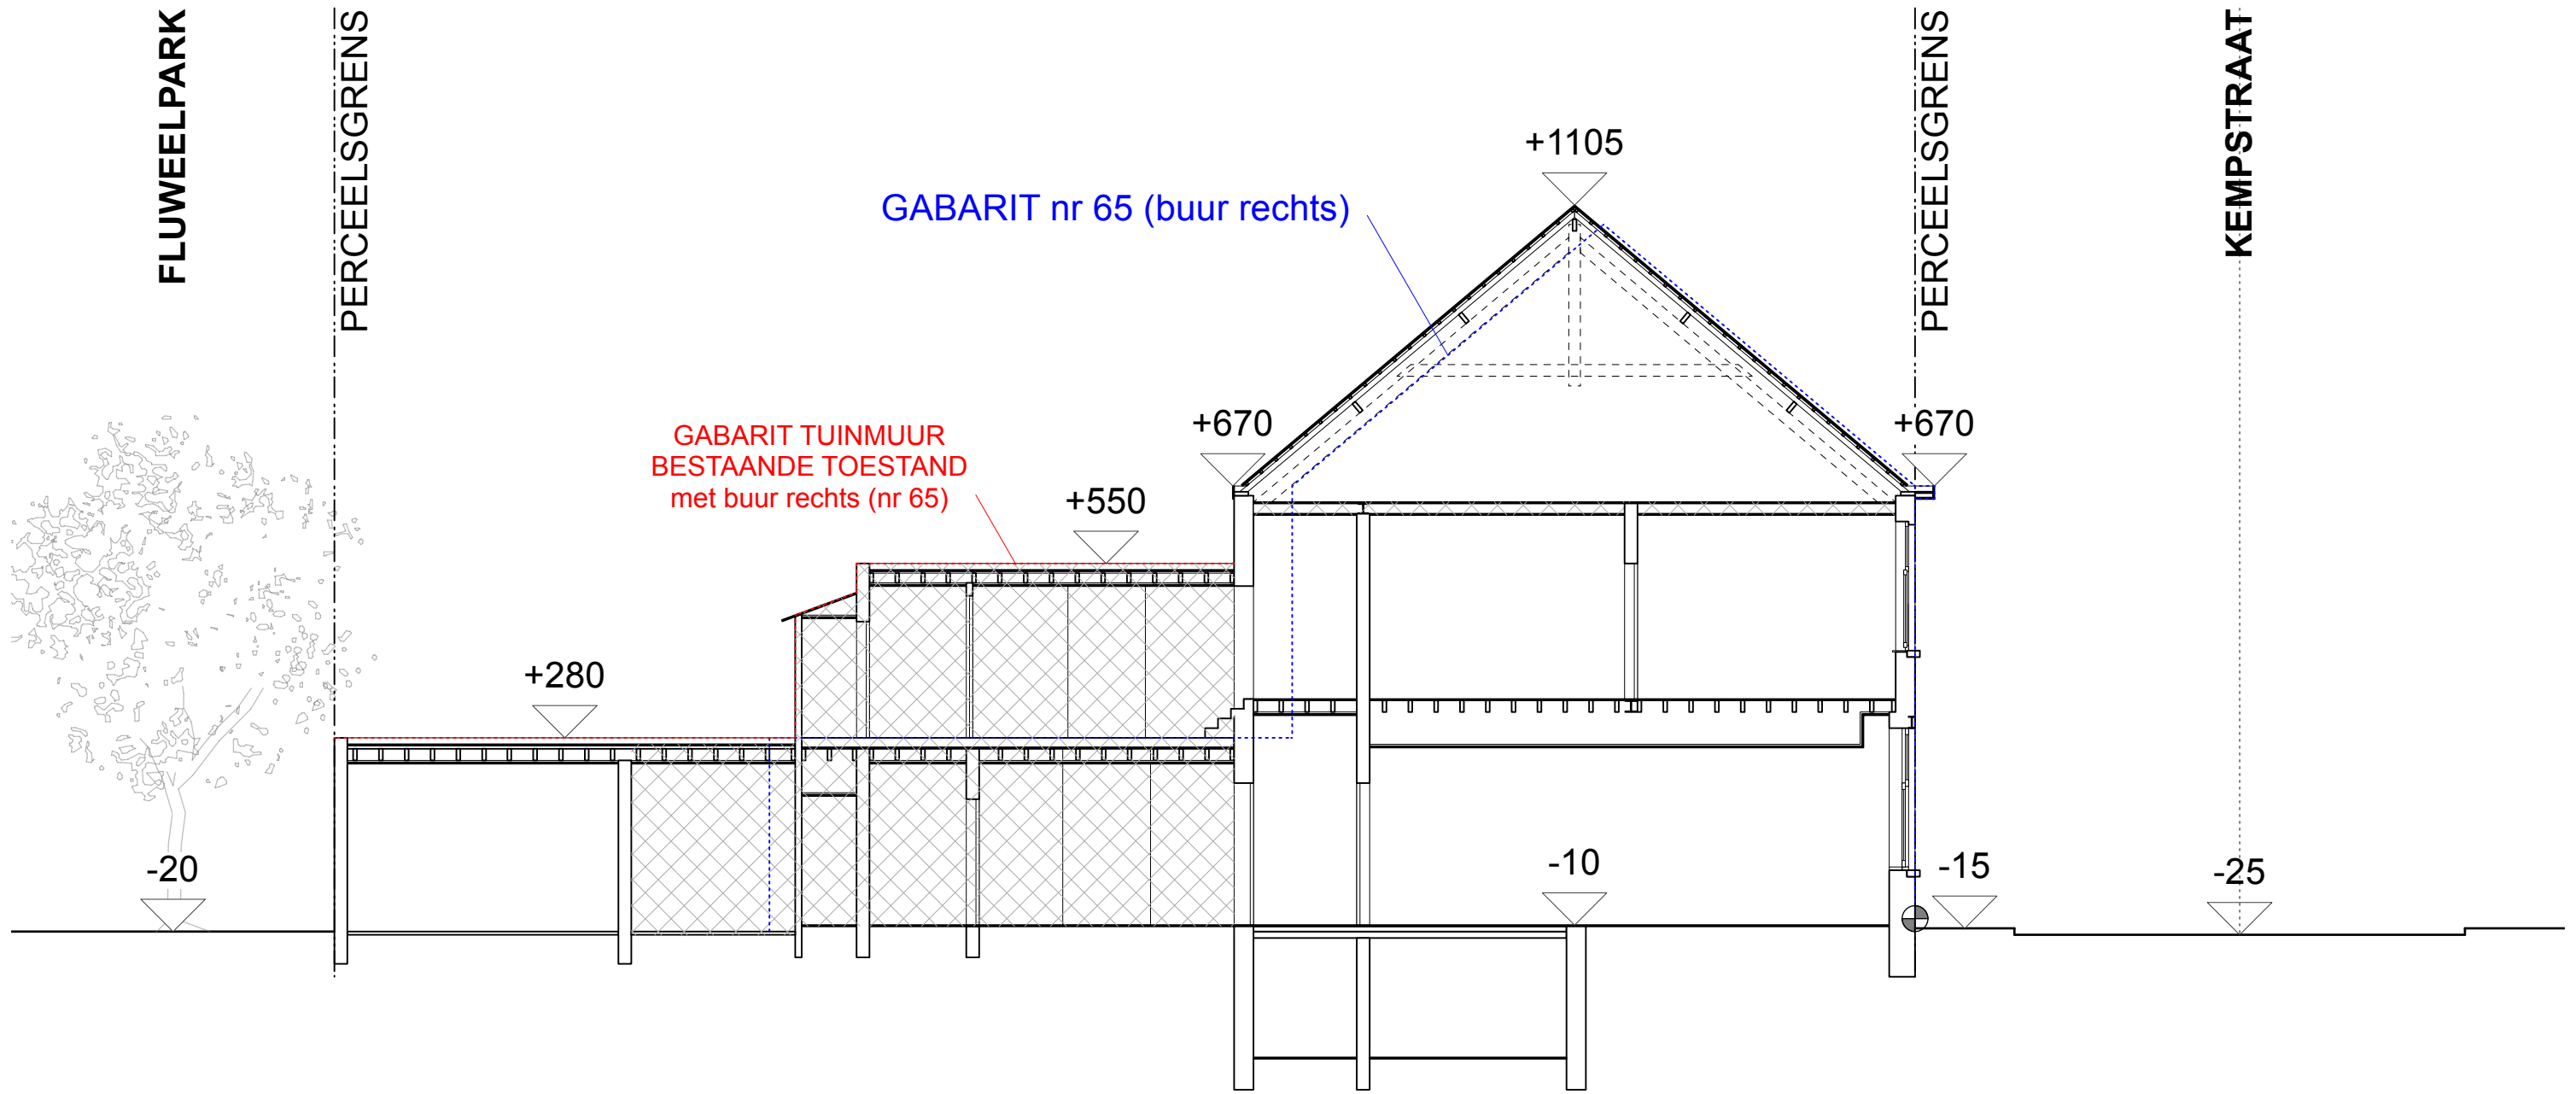 FLUWEELPARK
PERCEELSGRENS
PERCEELSGRENS
KEMPSTRAAT
+1105
GABARIT nr 65 (buur rechts)
+670
+670
GABARIT TUINMUUR
BESTAANDE TOESTAND
met buur rechts (nr 65)
+550
+280
-20
-10
-15
-25